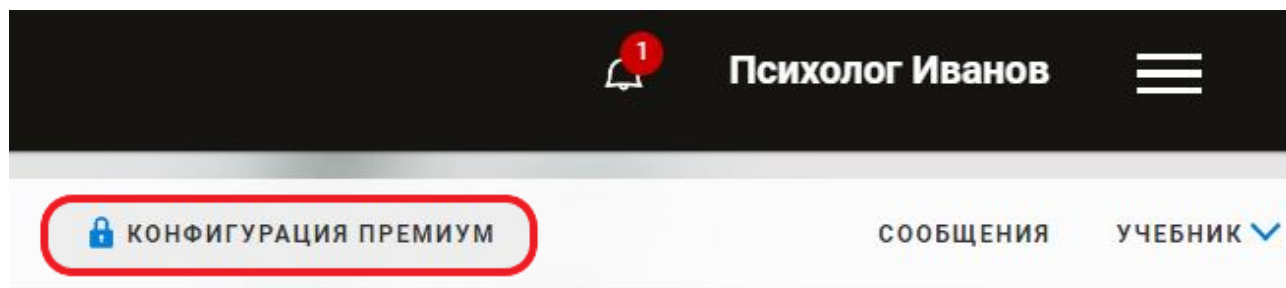 1
Психолог Иванов
КОНФИГУРАЦИЯ ПРЕМИУМ
СООБЩЕНИЯ
УЧЕБНИК